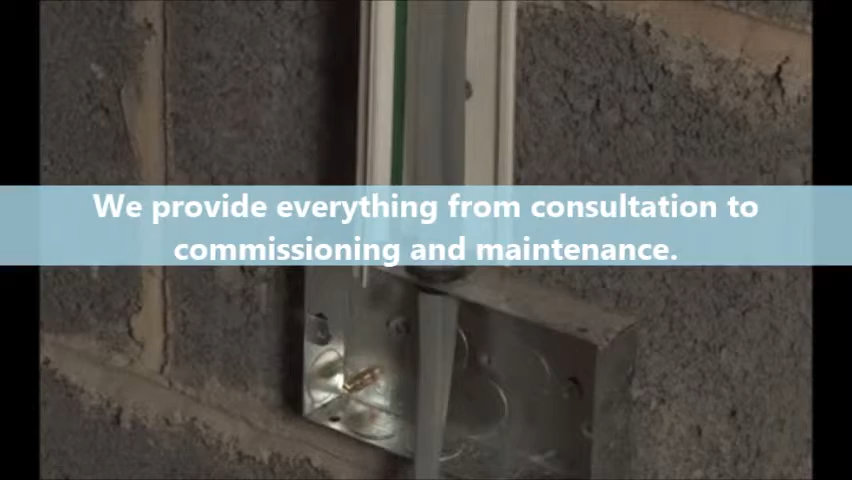 We provide everything from consultation to
commissioning and maintenance.